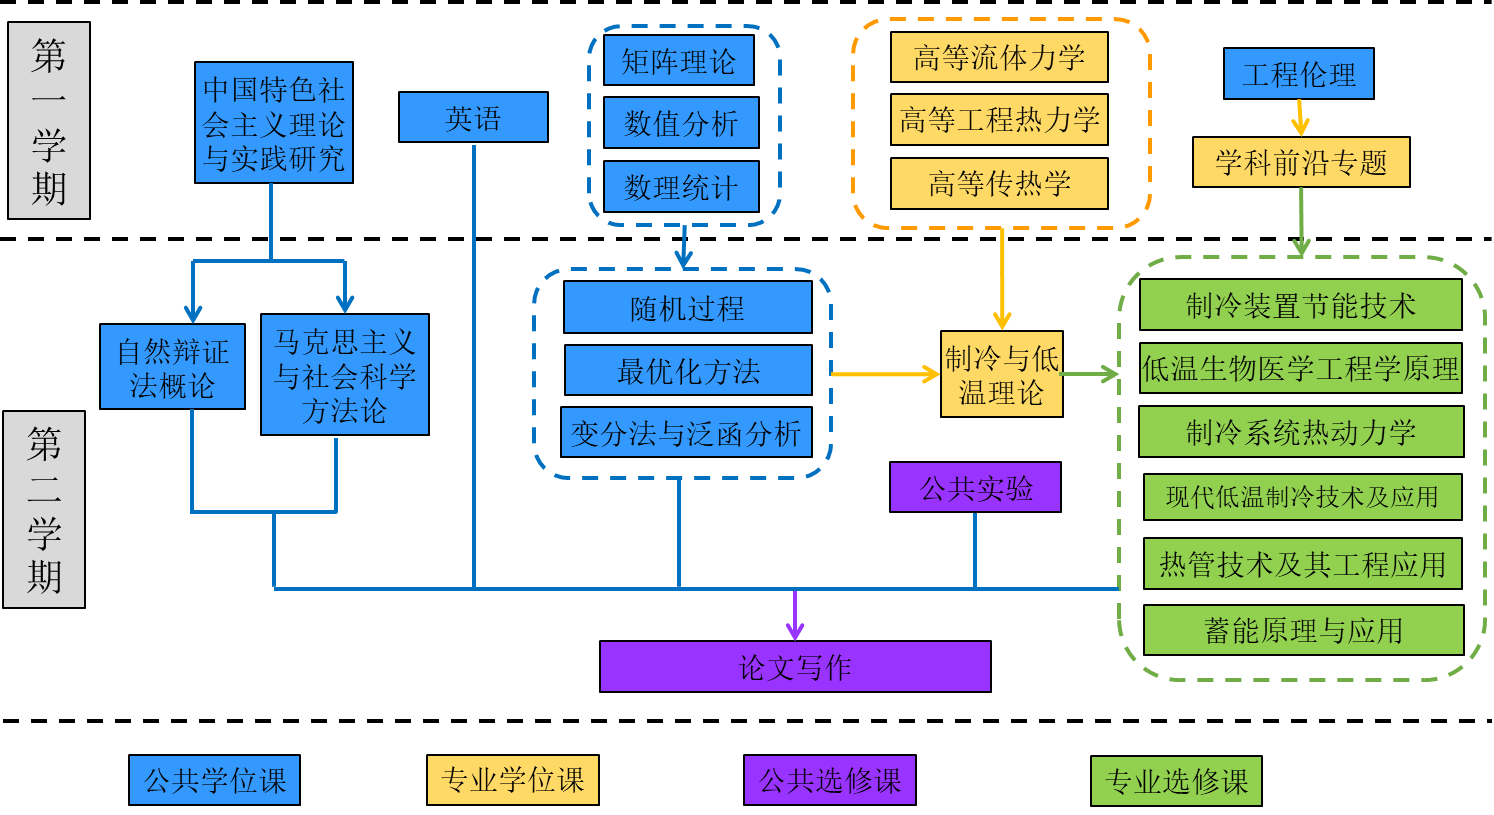 第
一
学
期
中国特色社
会主义理论
与实践研究
英语
矩阵理论
数值分析
数理统计
高等流体力学
高等工程热力学
高等传热学
工程伦理
学科前沿专题
第
二
学
期
自然辩证
法概论
马克思主义
与社会科学
方法论
随机过程
最优化方法
变分法与泛函分析
制冷与低
温理论
公共实验
制冷装置节能技术
低温生物医学工程学原理
制冷系统热动力学
现代低温制冷技术及应用
热管技术及其工程应用
蓄能原理与应用
论文写作
公共学位课
专业学位课
公共选修课
专业选修课